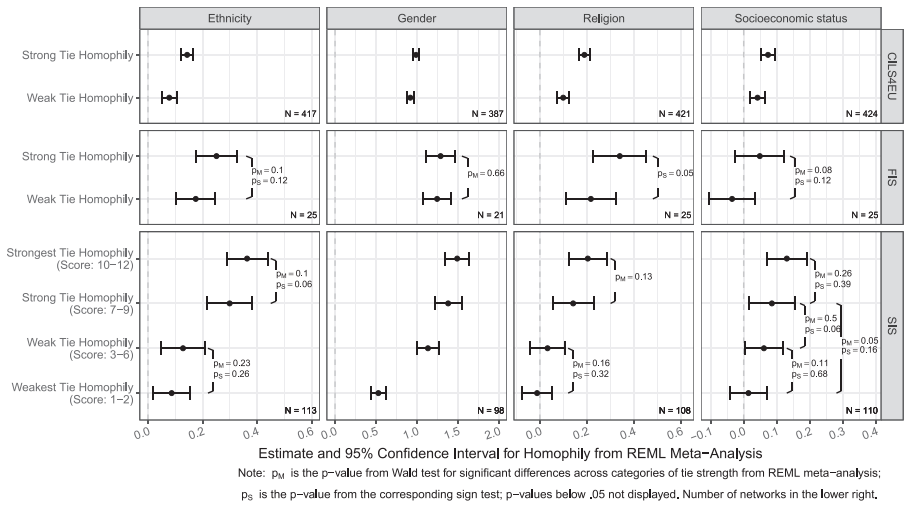 Ethnicity Gender Religion Socioeconomic status
Strong Tie Homophily
Weak Tie Homophily
N = 417 N = 387 N = 421 N = 424
CILS4EU
Strong Tie Homophily
Weak Tie Homophily
pM = 0.1
pS = 0.12
N = 25
pM = 0.66
N = 21
pS = 0.05
N = 25
pM = 0.08
pS = 0.12
N = 25
FIS
Strongest Tie Homophily
(Score: 10−12)
Strong Tie Homophily
(Score: 7−9)
Weak Tie Homophily
(Score: 3−6)
Weakest Tie Homophily
(Score: 1−2)
pM = 0.1
pS = 0.06
pM = 0.23
pS = 0.26
N = 113
N = 98
pM = 0.13
pM = 0.16
pS = 0.32
N = 108
pM = 0.26
pS = 0.39
pM = 0.5
pS = 0.06
pM = 0.05
pS = 0.16
pM = 0.11
pS = 0.68
N = 110
SIS
0.0 0.2 0.4 0.6 0.0 0.5 1.0 1.5 2.0 0.0 0.2 0.4 0.6 −0.1 0.0 0.1 0.2 0.3 0.4
Estimate and 95% Confidence Interval for Homophily from REML Meta−Analysis
Note: pM is the p−value from Wald test for significant differences across categories of tie strength from REML meta−analysis;
pS is the p−value from the corresponding sign test; p−values below .05 not displayed. Number of networks in the lower right.